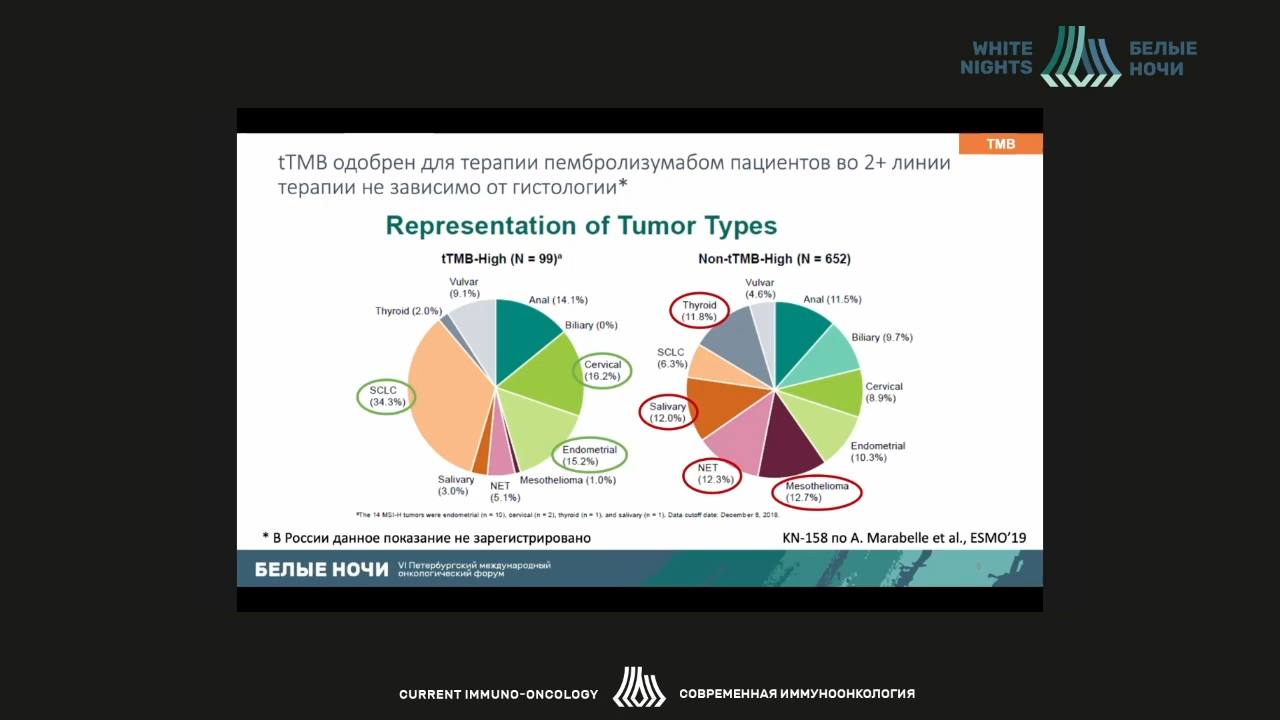 WHITE
NIGHTS
БЕЛЫЕ
НОЧИ
TMB
tTMB одобрен для терапии пембролизумабом пациентов во 2+ линии
терапии не зависимо от гистологии*
Representation of Tumor Types
tTMB-High (N = 99)ª
Vulvar
(9.1%)
Anal (14.1%)
Thyroid (2.0%)
Biliary (0%)
Cervical
(16.2%)
SCLC
(34.3%)
Endometrial
(15.2%)
Salivary
(3.0%)
NET
(5.1%)
Mesothelioma (1.0%)
Non-tTMB-High (N = 652)
Vulvar
(4.6%)
Anal (11.5%)
Thyroid
(11.8%)
Biliary (9.7%)
SCLC
(6.3%)
Cervical
(8.9%)
Salivary
(12.0%)
Endometrial
(10.3%)
NET
(12.3%)
Mesothelioma
(12.7%)
ªThe 14 MSI-H tumors were endometrial (n = 10), cervical (n = 2), thyroid (n = 1), and salivary (n = 1). Data cutoff date: December 6, 2018.
* В России данное показание не зарегистрировано
KN-158 по A. Marabelle et al., ESMO’19
БЕЛЫЕ НОЧИ
VI Петербургский международный
онкологический форум
CURRENT IMMUNO-ONCOLOGY
СОВРЕМЕННАЯ ИММУНООНКОЛОГИЯ